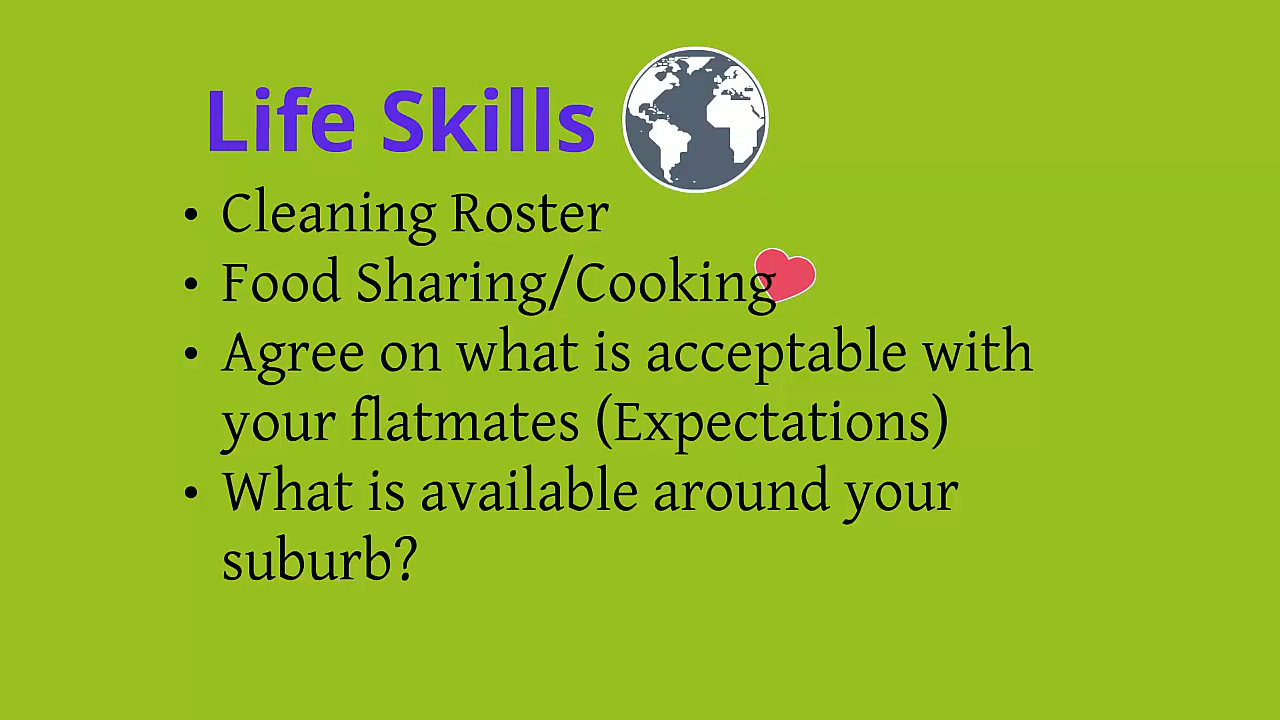 Life Skills
• Cleaning Roster
• Food Sharing/Cooking
• Agree on what is acceptable with
your flatmates (Expectations)
• What is available around your
suburb?